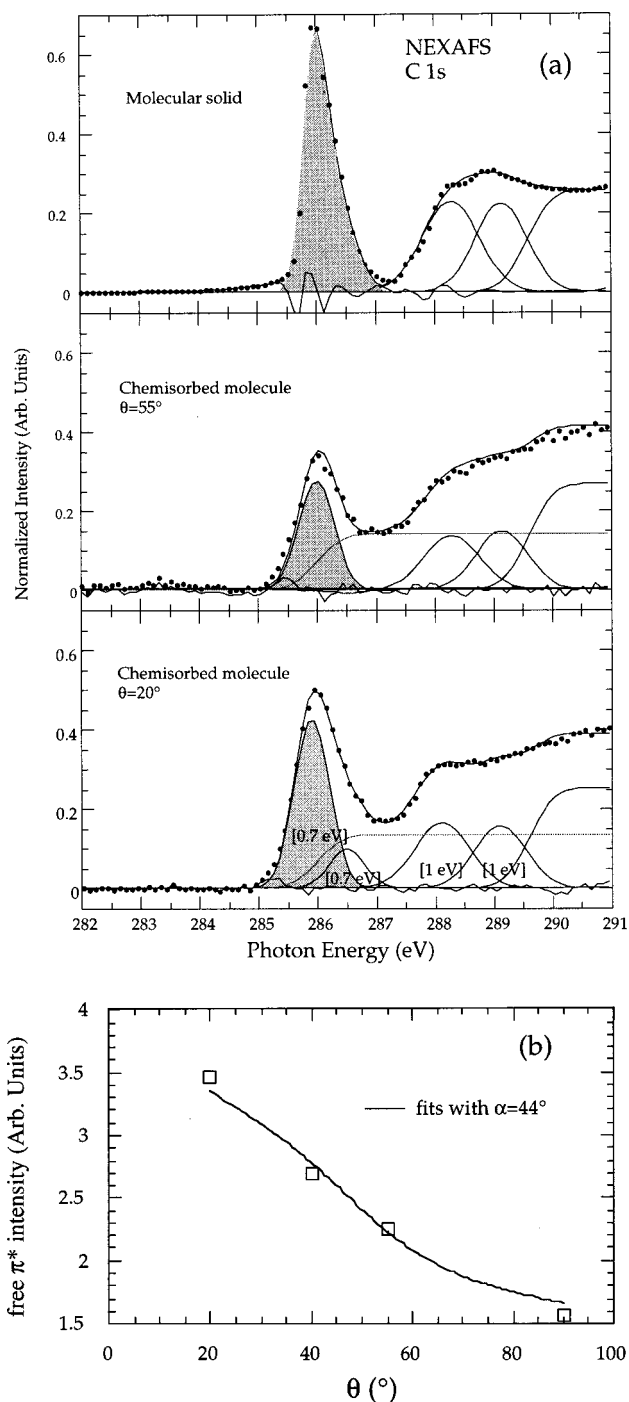 NEXAFS
C 1s
(a)
Molecular solid
0.6
0.4
0.2
0
Chemisorbed molecule
θ=55°
0.6
0.4
0.2
0
Normalized Intensity (Arb. Units)
Chemisorbed molecule
θ=20°
0.6
0.4
0.2
0
[0.7 eV]
[0.7 eV]
[1 eV]
[1 eV]
282 283 284 285 286 287 288 289 290 291
Photon Energy (eV)
(b)
fits with α=44°
4
3.5
3
2.5
2
1.5
free π* intensity (Arb. Units)
0 20 40 60 80 100
θ (°)